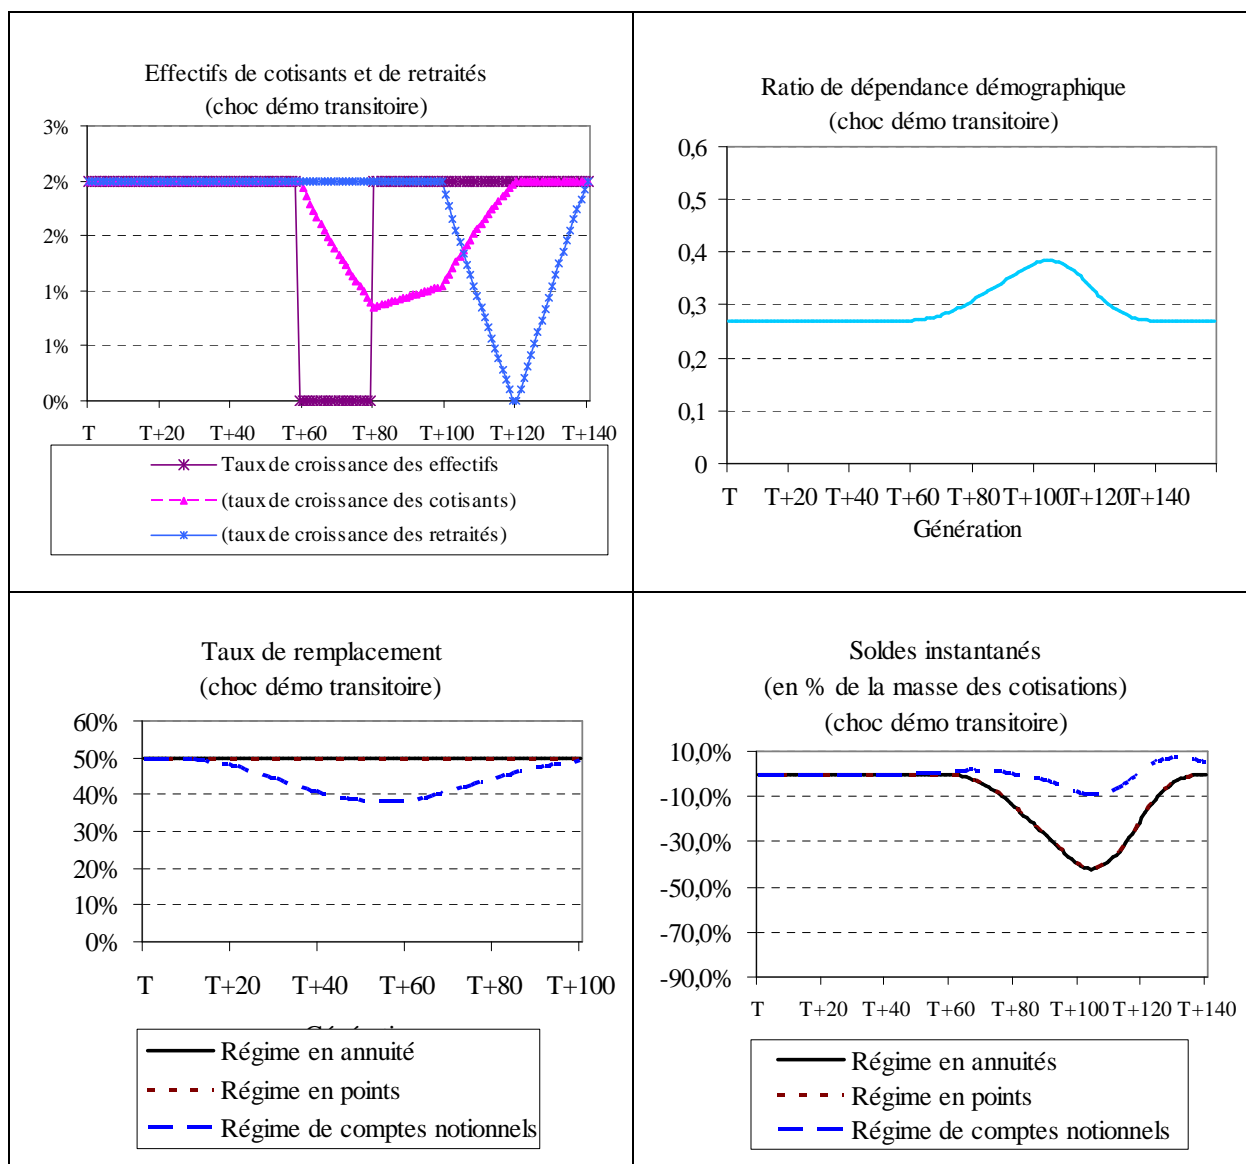 Effectifs de cotisants et de retraités
(choc démo transitoire)
3%
2%
2%
1%
1%
0%
T T+20 T+40 T+60 T+80 T+100 T+120 T+140
Taux de croissance des effectifs
(taux de croissance des cotisants)
(taux de croissance des retraités)
Ratio de dépendance démographique
(choc démo transitoire)
0,6
0,5
0,4
0,3
0,2
0,1
0
T T+20 T+40 T+60 T+80 T+100 T+120 T+140
Génération
Taux de remplacement
(choc démo transitoire)
60%
50%
40%
30%
20%
10%
0%
T T+20 T+40 T+60 T+80 T+100
Régime en annuité
Régime en points
Régime de comptes notionnels
Soldes instantanés
(en % de la masse des cotisations)
(choc démo transitoire)
10,0%
-10,0%
-30,0%
-50,0%
-70,0%
-90,0%
T T+20 T+40 T+60 T+80 T+100 T+120 T+140
Régime en annuités
Régime en points
Régime de comptes notionnels